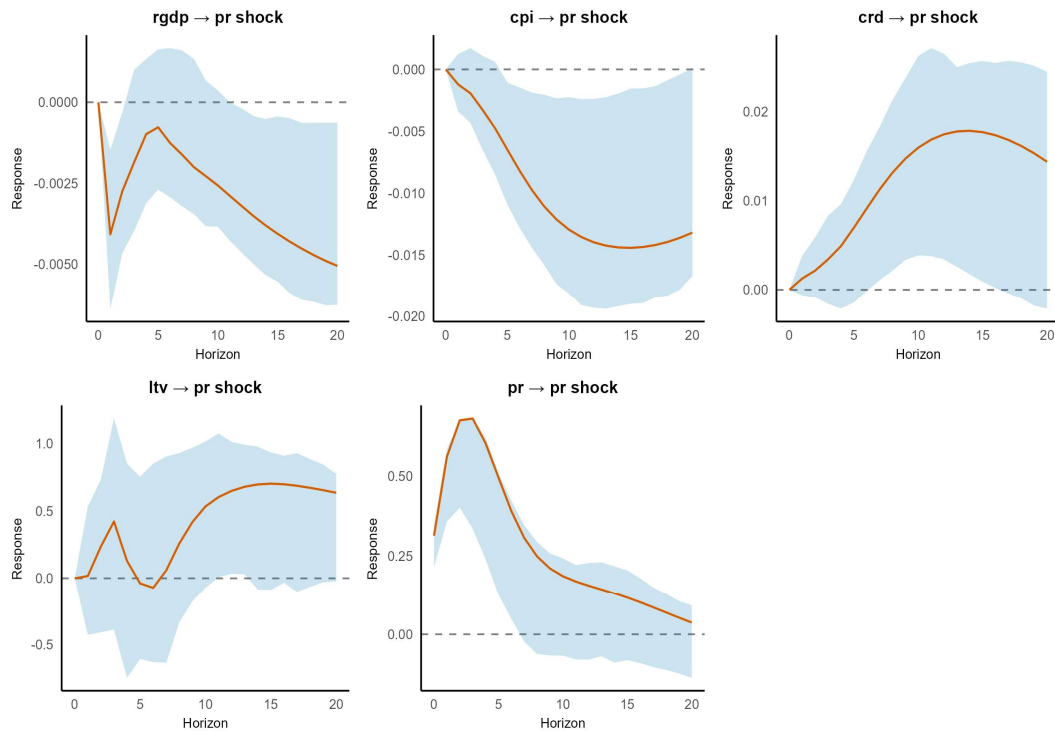 rgdp → pr shock
0.0000
-0.0025
-0.0050
Response
0 5 10 15 20
Horizon
cpi → pr shock
0.000
-0.005
-0.010
-0.015
-0.020
Response
0 5 10 15 20
Horizon
crd → pr shock
0.02
0.01
0.00
Response
0 5 10 15 20
Horizon
ltv → pr shock
1.0
0.5
0.0
-0.5
Response
0 5 10 15 20
Horizon
pr → pr shock
0.50
0.25
0.00
Response
0 5 10 15 20
Horizon